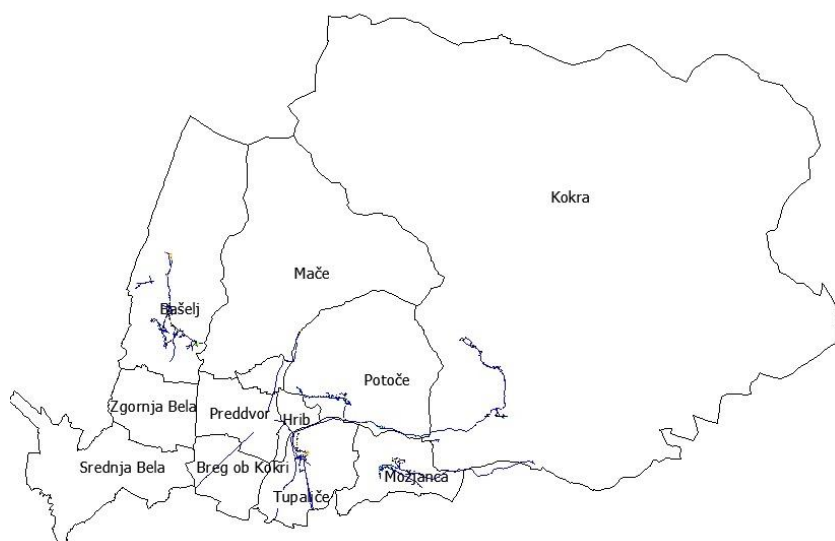 Kokra
Mače
Bašelj
Potoče
Zgornja Bela
Preddvor
Hrib
Srednja Bela
Breg ob Kokri
Možjanca
Tupaliče